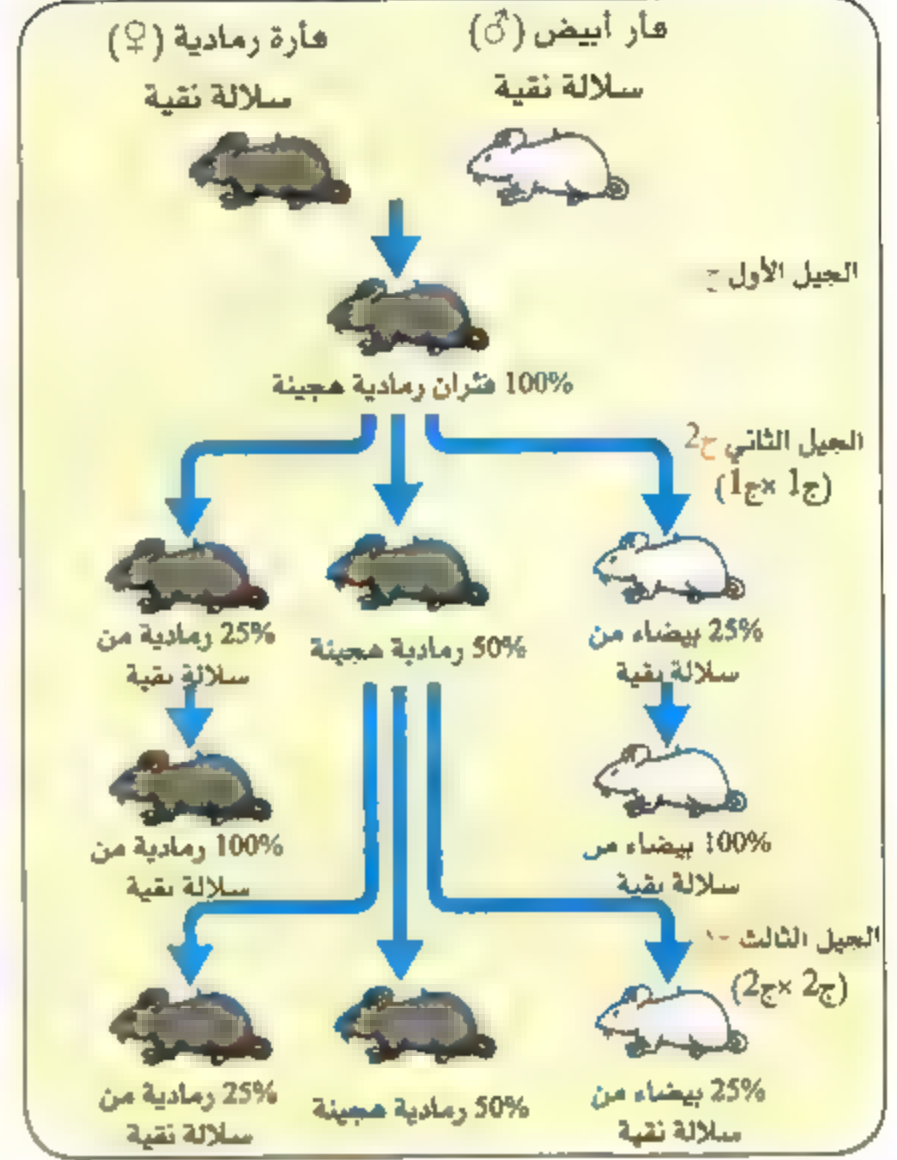 فأر أبيض (♂)
سلالة نقية
فأرة رمادية (♀)
سلالة نقية
الجيل الأول ج
100% فئران رمادية هجينة
الجيل الثاني ج2
(ج1 × ج1)
25% بيضاء من
سلالة نقية
50% رمادية هجينة
25% رمادية من
سلالة نقية
100% بيضاء من
سلالة نقية
100% رمادية من
سلالة نقية
الجيل الثالث
(ج2 × ج2)
25% بيضاء من
سلالة نقية
50% رمادية هجينة
25% رمادية من
سلالة نقية